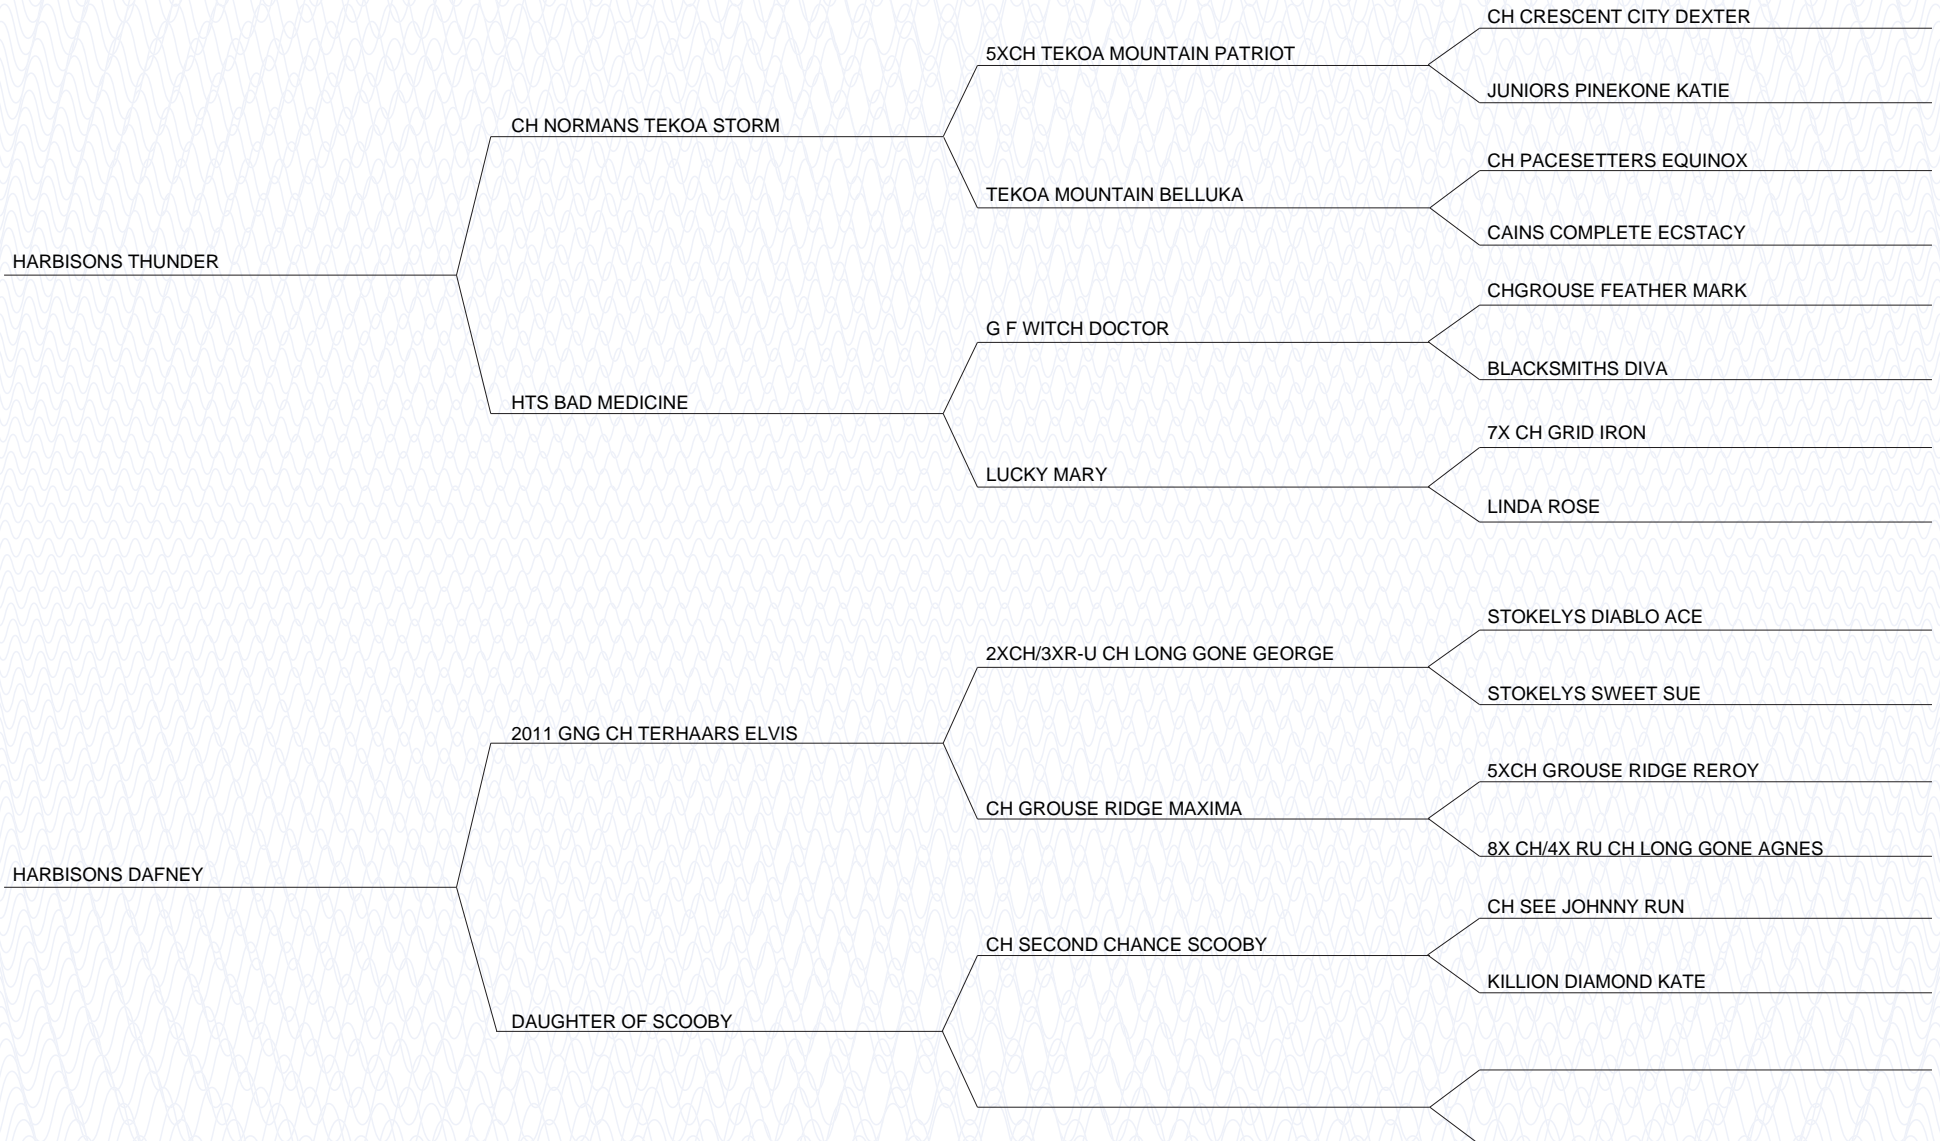 CH CRESCENT CITY DEXTER
5XCH TEKOA MOUNTAIN PATRIOT
JUNIORS PINEKONE KATIE
CH NORMANS TEKOA STORM
CH PACESETTERS EQUINOX
TEKOA MOUNTAIN BELLUKA
CAINS COMPLETE ECSTACY
HARBISONS THUNDER
CHGROUSE FEATHER MARK
G F WITCH DOCTOR
BLACKSMITHS DIVA
HTS BAD MEDICINE
7X CH GRID IRON
LUCKY MARY
LINDA ROSE
STOKELYS DIABLO ACE
2XCH/3XR-U CH LONG GONE GEORGE
STOKELYS SWEET SUE
2011 GNG CH TERHAARS ELVIS
5XCH GROUSE RIDGE REROY
CH GROUSE RIDGE MAXIMA
8X CH/4X RU CH LONG GONE AGNES
HARBISONS DAFNEY
CH SEE JOHNNY RUN
CH SECOND CHANCE SCOOBY
KILLION DIAMOND KATE
DAUGHTER OF SCOOBY